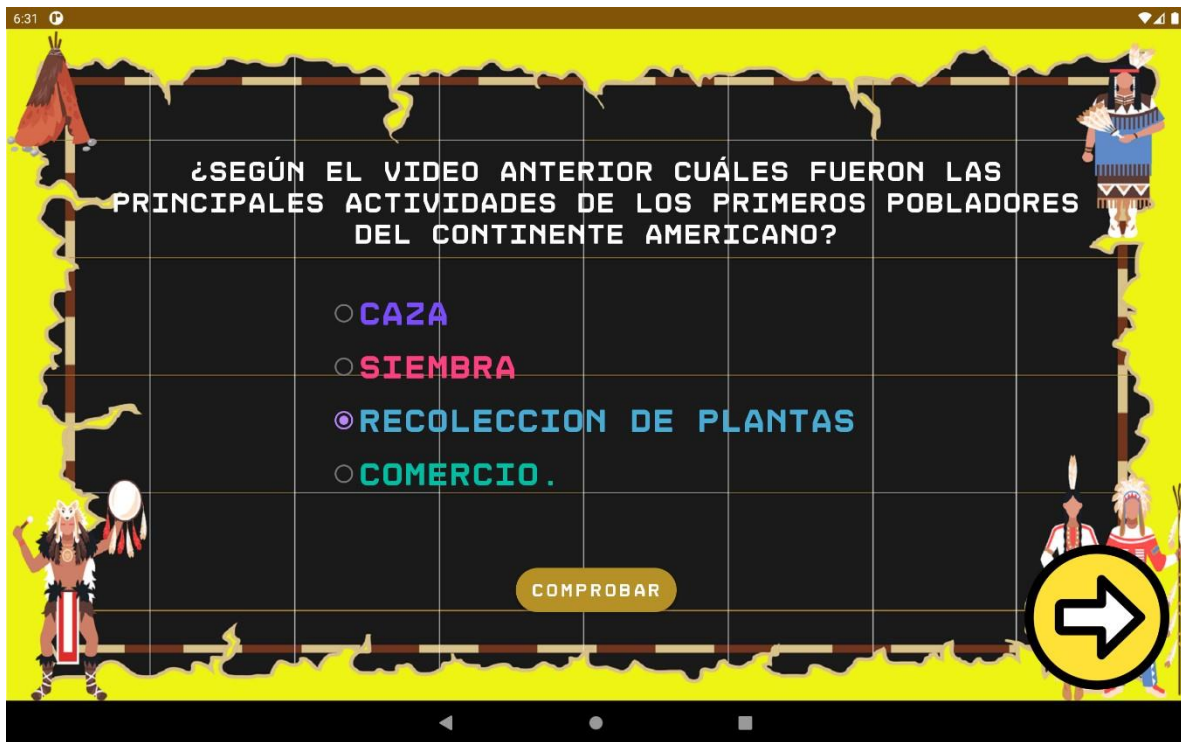 6:31
¿SEGÚN EL VIDEO ANTERIOR CUÁLES FUERON LAS
PRINCIPALES ACTIVIDADES DE LOS PRIMEROS POBLADORES
DEL CONTINENTE AMERICANO?
CAZA
SIEMBRA
RECOLECCION DE PLANTAS
COMERCIO.
COMPROBAR